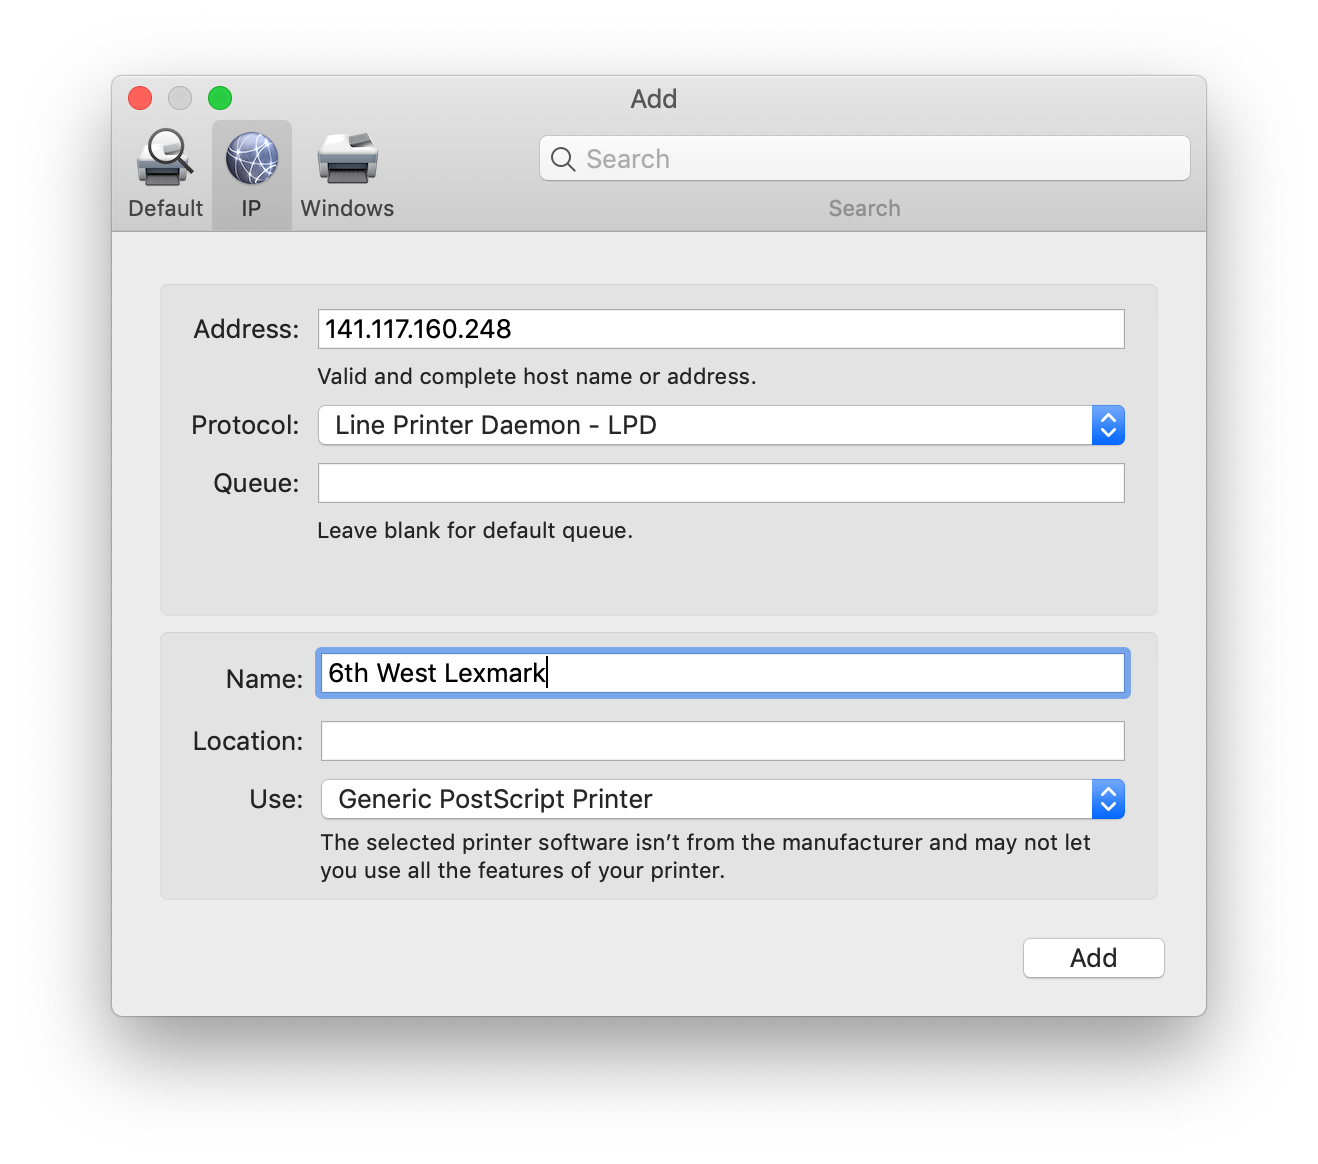 Add
Default
IP
Windows
Search
Search
Address: 141.117.160.248
Valid and complete host name or address.
Protocol: Line Printer Daemon - LPD
Queue:
Leave blank for default queue.
Name: 6th West Lexmark
Location:
Use: Generic PostScript Printer
The selected printer software isn’t from the manufacturer and may not let
you use all the features of your printer.
Add